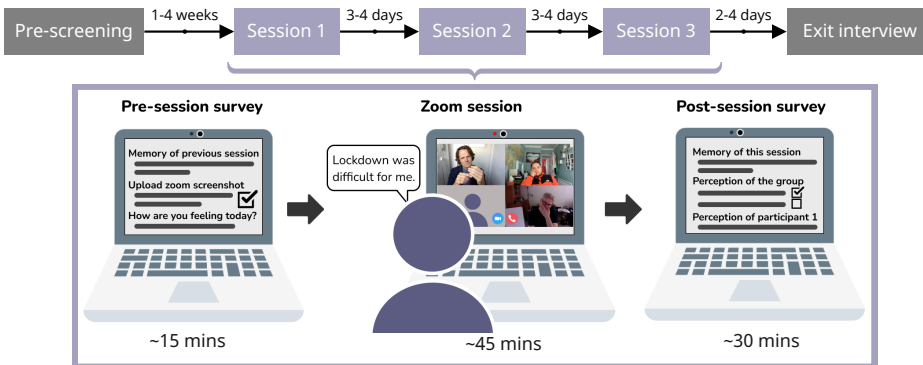 1-4 weeks
3-4 days
3-4 days
2-4 days
Pre-screening
Session 1
Session 2
Session 3
Exit interview
Pre-session survey
Zoom session
Post-session survey
Memory of previous session
Upload zoom screenshot
How are you feeling today?
Lockdown was
difficult for me.
Memory of this session
Perception of the group
Perception of participant 1
~15 mins
~45 mins
~30 mins